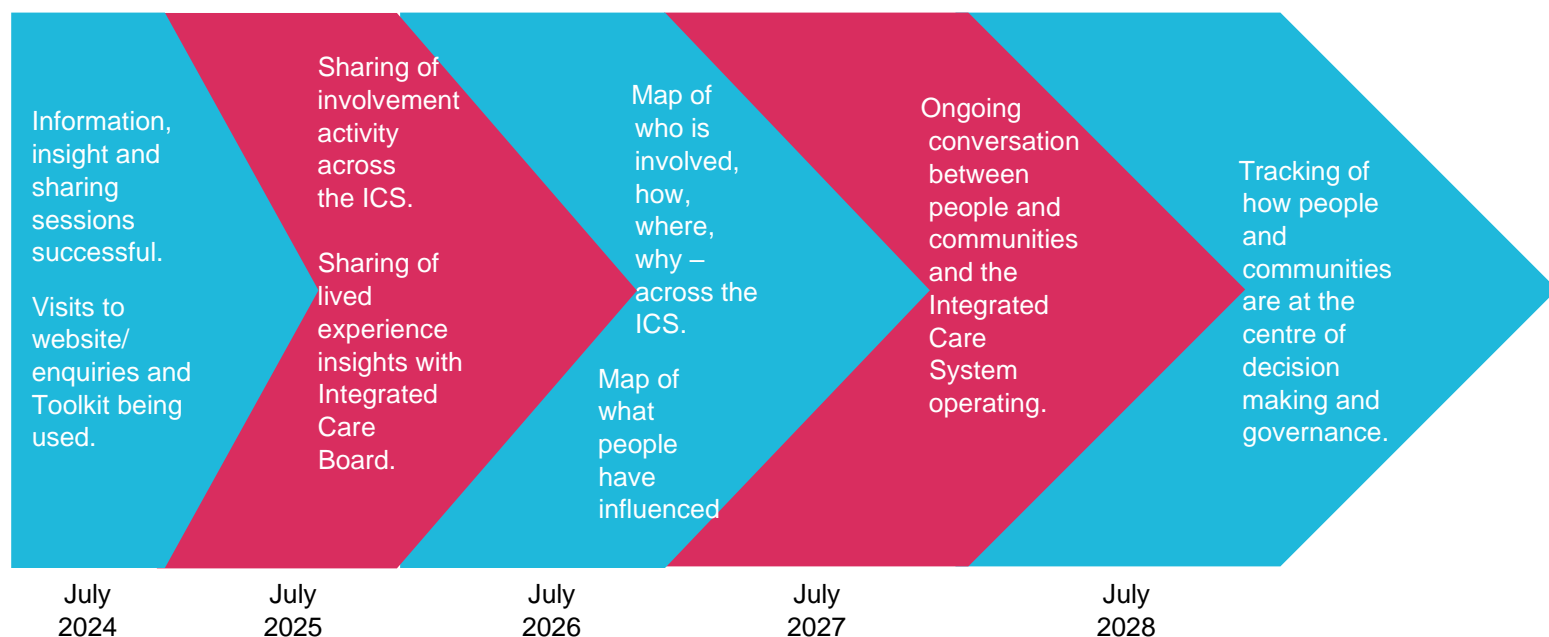 Information,
insight and
sharing
sessions
successful.
Visits to
website/
enquiries and
Toolkit being
used.
Sharing of
involvement
activity
across
the ICS.
Sharing of
lived
experience
insights with
Integrated
Care
Board.
Map of
who is
involved,
how,
where,
why –
across the
ICS.
Map of
what
people
have
influenced
Ongoing
conversation
between
people and
communities
and the
Integrated
Care
System
operating.
Tracking of
how people
and
communities
are at the
centre of
decision
making and
governance.
July
2024
July
2025
July
2026
July
2027
July
2028